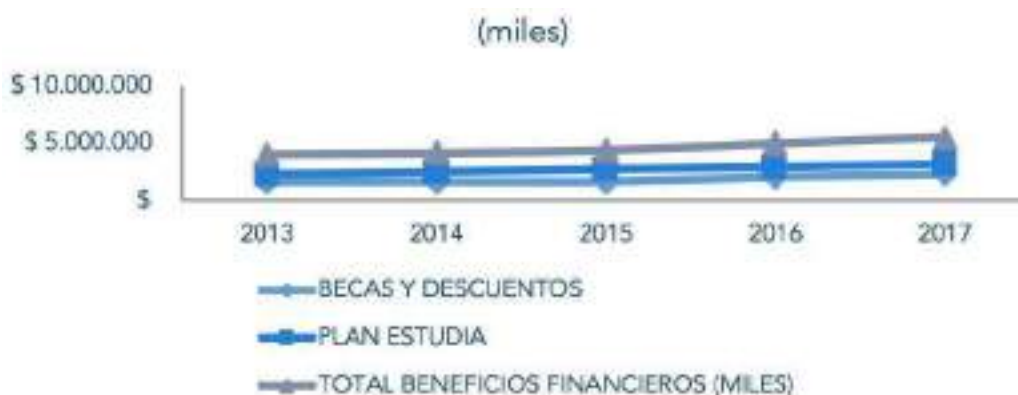 (miles)
$ 10.000.000
$ 5.000.000
$
2013 2014 2015 2016 2017
BECAS Y DESCUENTOS
PLAN ESTUDIA
TOTAL BENEFICIOS FINANCIEROS (MILES)